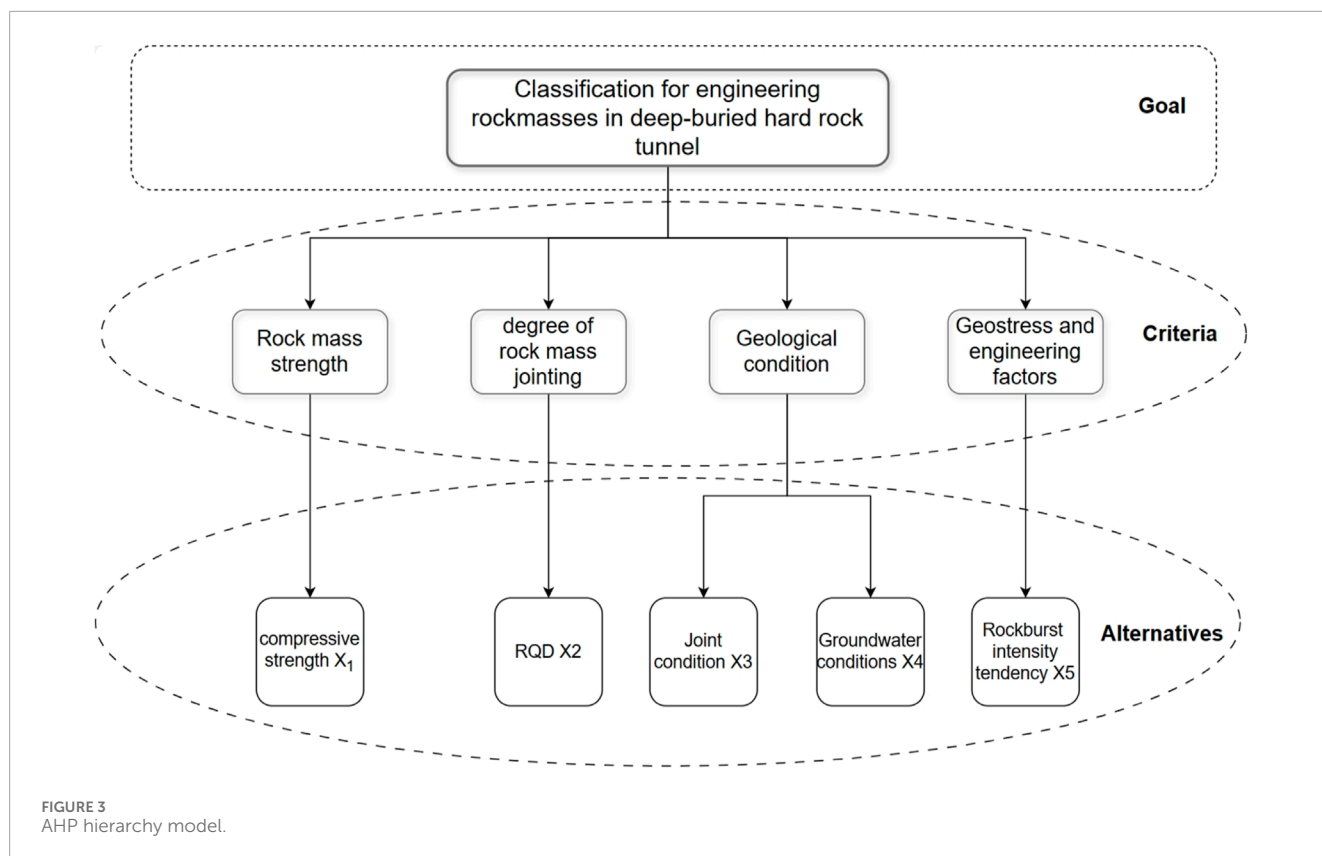 Classification for engineering
rockmasses in deep-buried hard rock
tunnel
Goal
Rock mass
strength
degree of
rock mass
jointing
Geological
condition
Geostress and
engineering
factors
Criteria
compressive
strength X₁
RQD X2
Joint
condition X3
Groundwater
conditions X4
Rockburst
intensity
tendency X5
Alternatives
FIGURE 3
AHP hierarchy model.